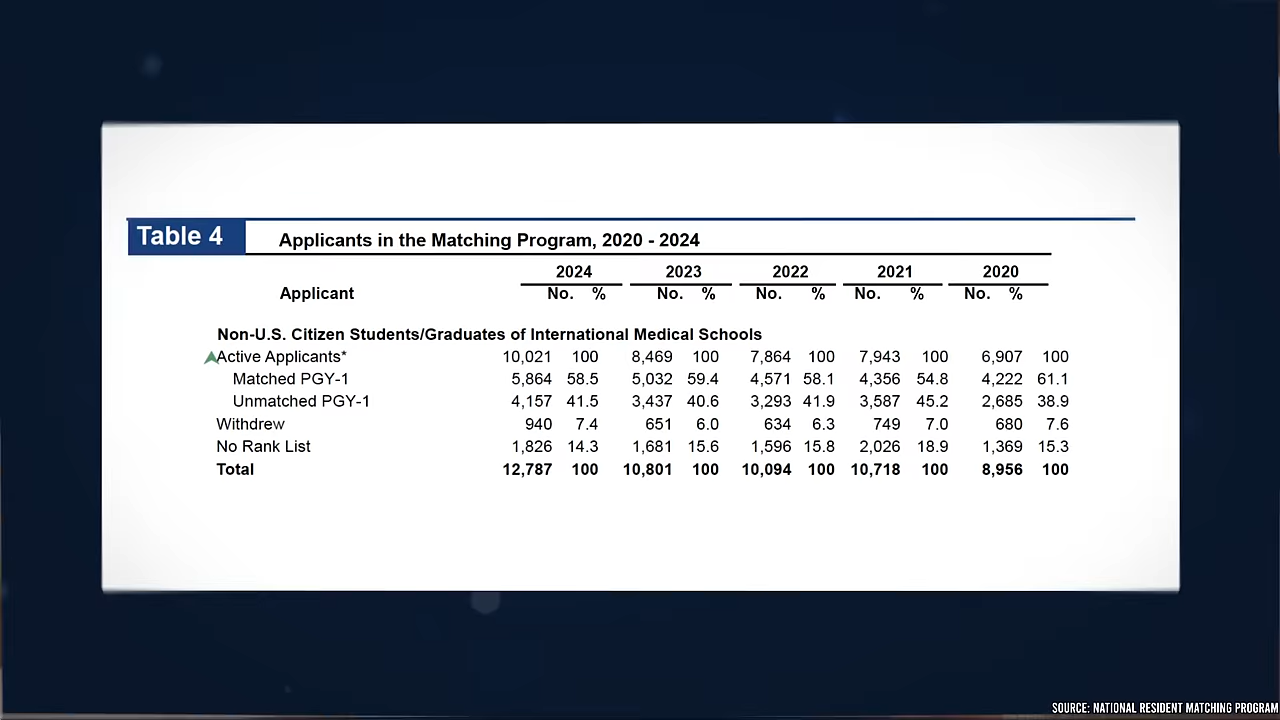 Table 4 Applicants in the Matching Program, 2020 - 2024
2024 2023 2022 2021 2020
Applicant No. % No. % No. % No. % No. %
Non-U.S. Citizen Students/Graduates of International Medical Schools
Active Applicants* 10,021 100 8,469 100 7,864 100 7,943 100 6,907 100
Matched PGY-1 5,864 58.5 5,032 59.4 4,571 58.1 4,356 54.8 4,222 61.1
Unmatched PGY-1 4,157 41.5 3,437 40.6 3,293 41.9 3,587 45.2 2,685 38.9
Withdrew 940 7.4 651 6.0 634 6.3 749 7.0 680 7.6
No Rank List 1,826 14.3 1,681 15.6 1,596 15.8 2,026 18.9 1,369 15.3
Total 12,787 100 10,801 100 10,094 100 10,718 100 8,956 100
SOURCE: NATIONAL RESIDENT MATCHING PROGRAM